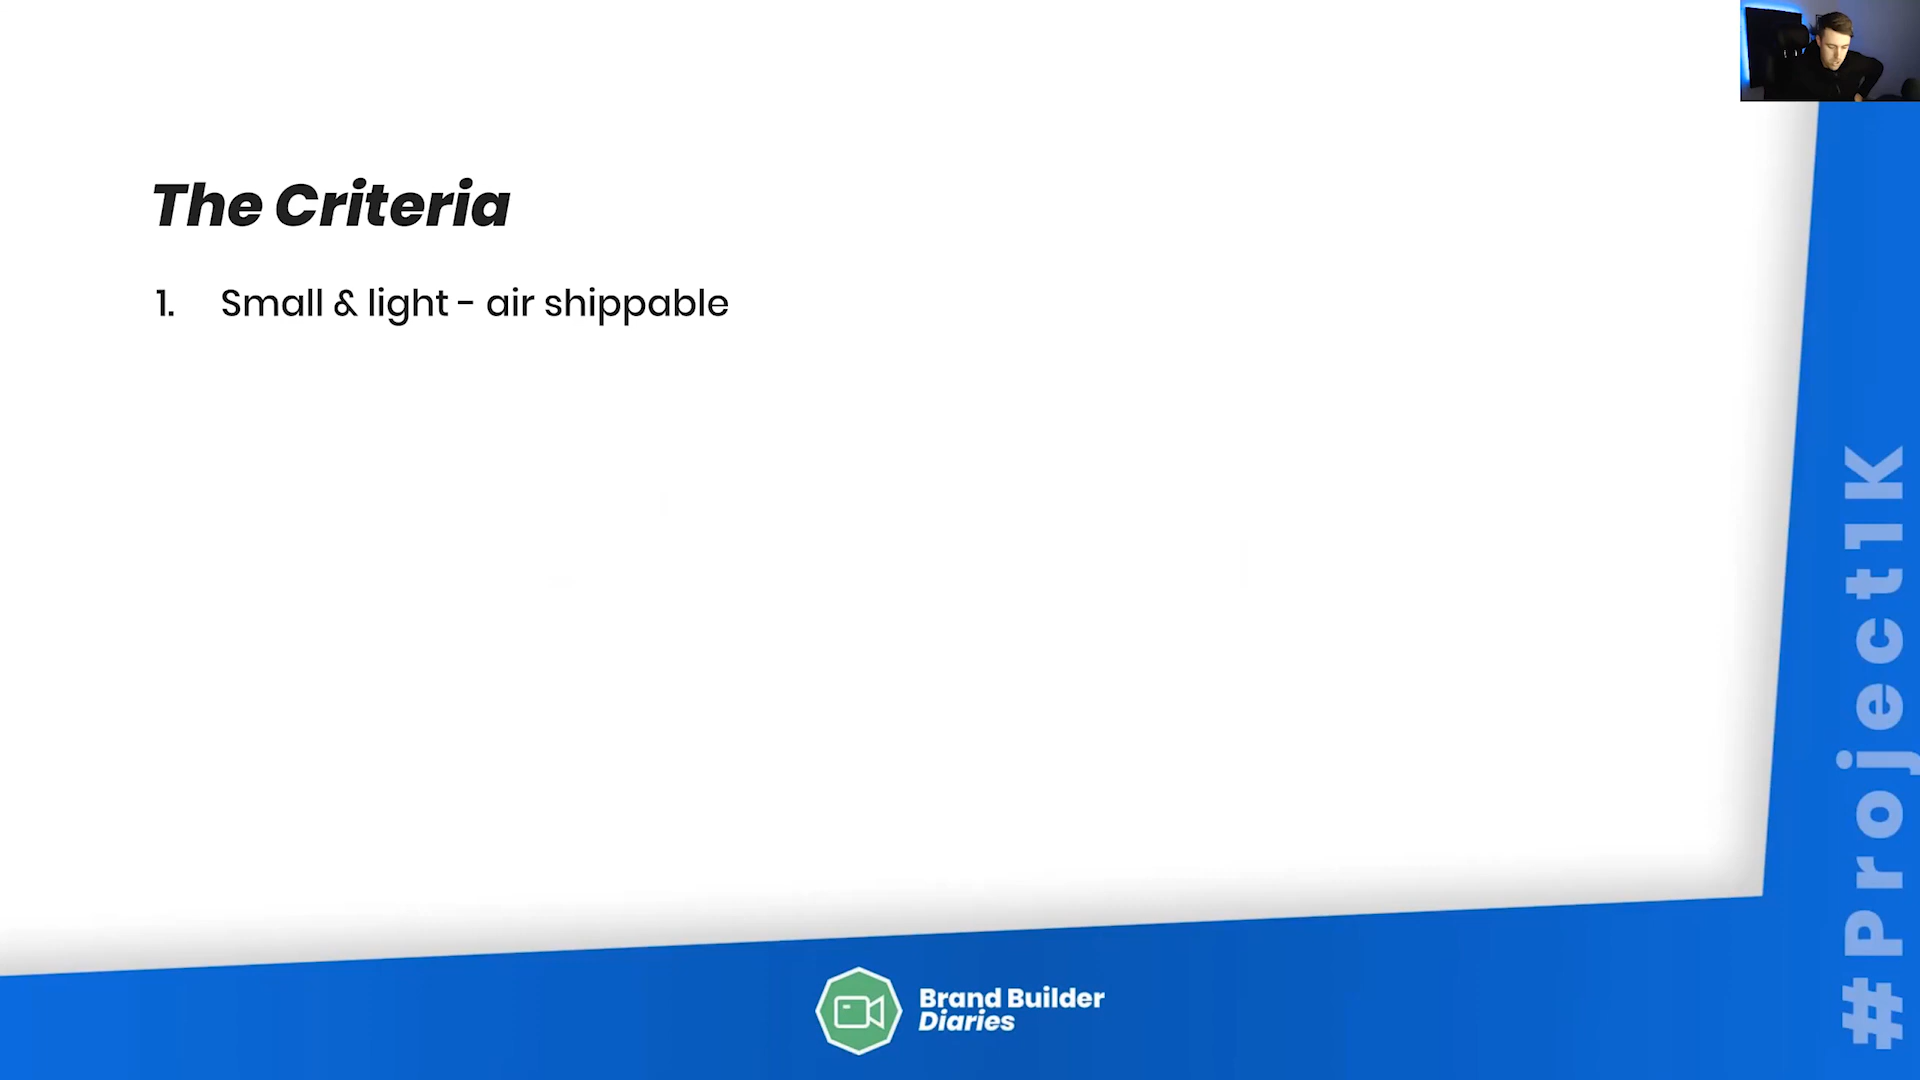 The Criteria
1. Small & light - air shippable
#Project1K
Brand Builder
Diaries